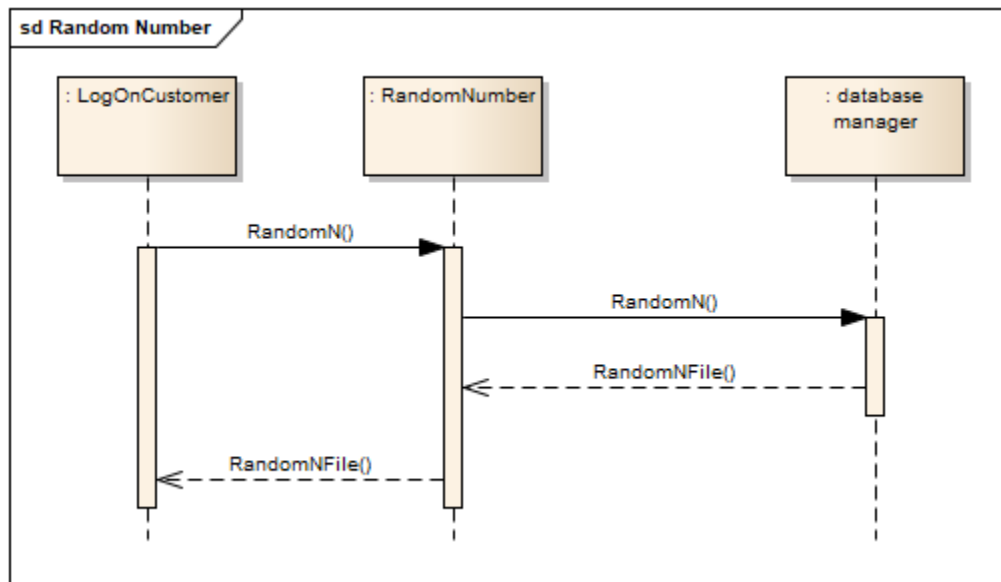 sd Random Number
: LogOnCustomer
: RandomNumber
: database
manager
RandomN()
RandomN()
RandomNFile()
RandomNFile()